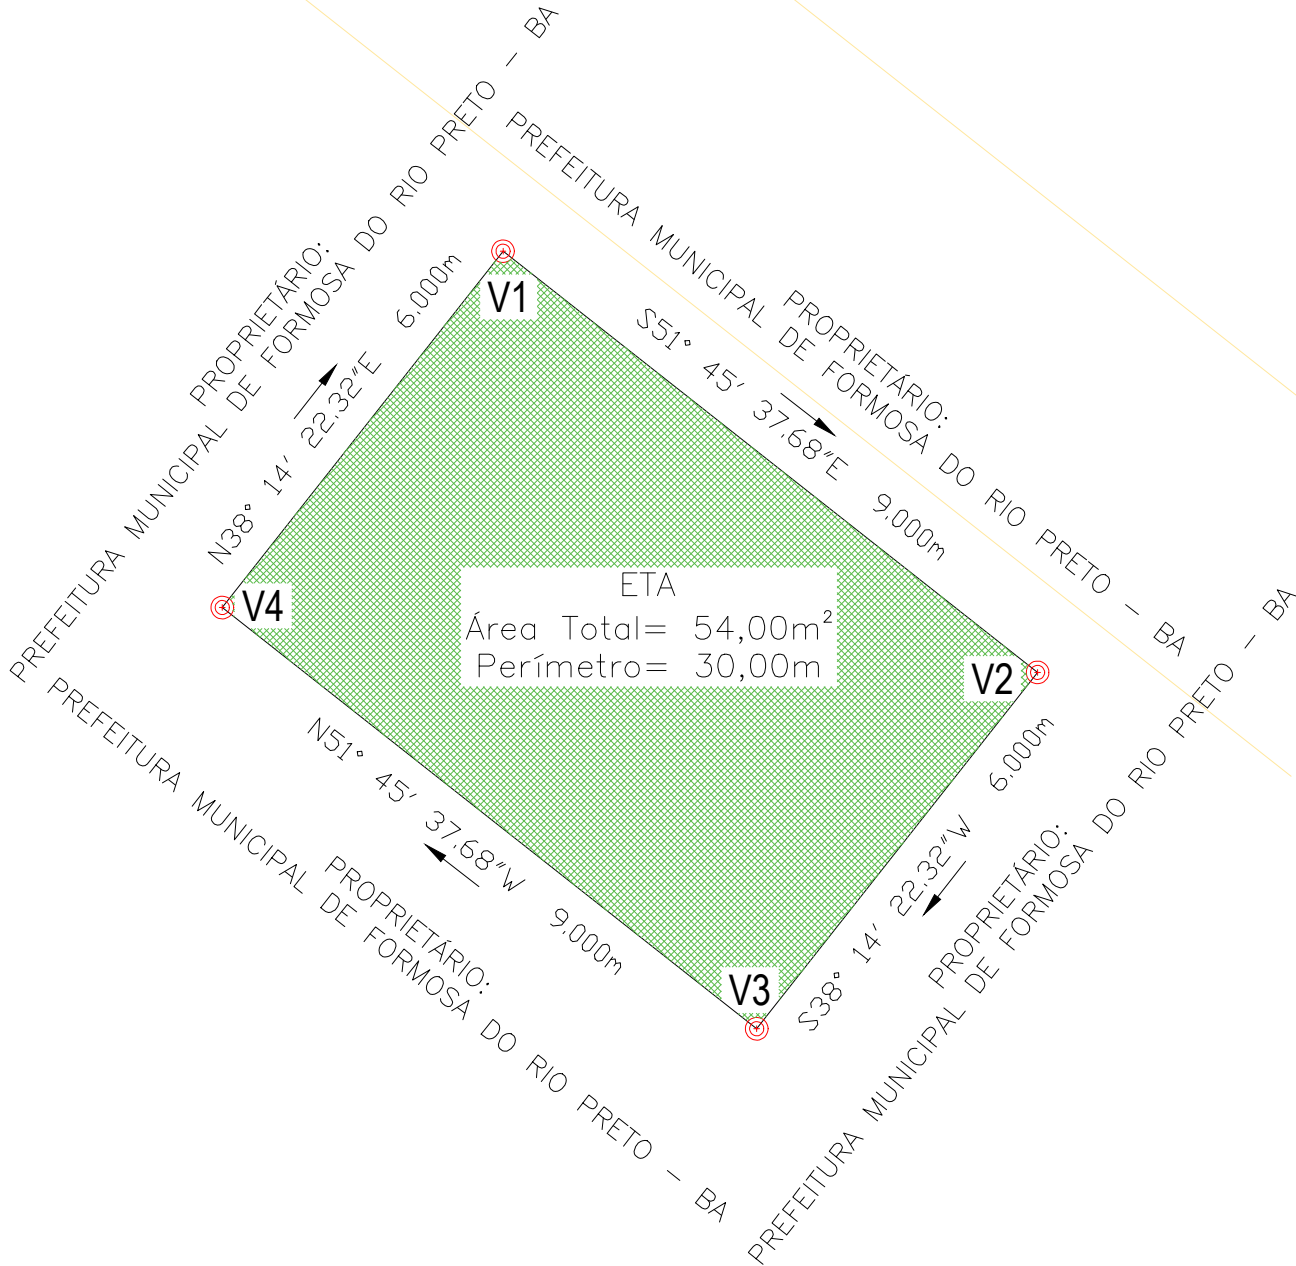 PROPRIETÁRIO:
PREFEITURA MUNICIPAL DE FORMOSA DO RIO PRETO - BA
N38° 14' 22.32"E 6.000m
PROPRIETÁRIO:
PREFEITURA MUNICIPAL DE FORMOSA DO RIO PRETO - BA
S51° 45' 37.68"E 9.000m
V1
V4
ETA
Área Total= 54,00m²
Perímetro= 30,00m
V2
V3
N51° 45' 37.68"W 9.000m
PROPRIETÁRIO:
PREFEITURA MUNICIPAL DE FORMOSA DO RIO PRETO - BA
S38° 14' 22.32"W 6.000m
PROPRIETÁRIO:
PREFEITURA MUNICIPAL DE FORMOSA DO RIO PRETO - BA